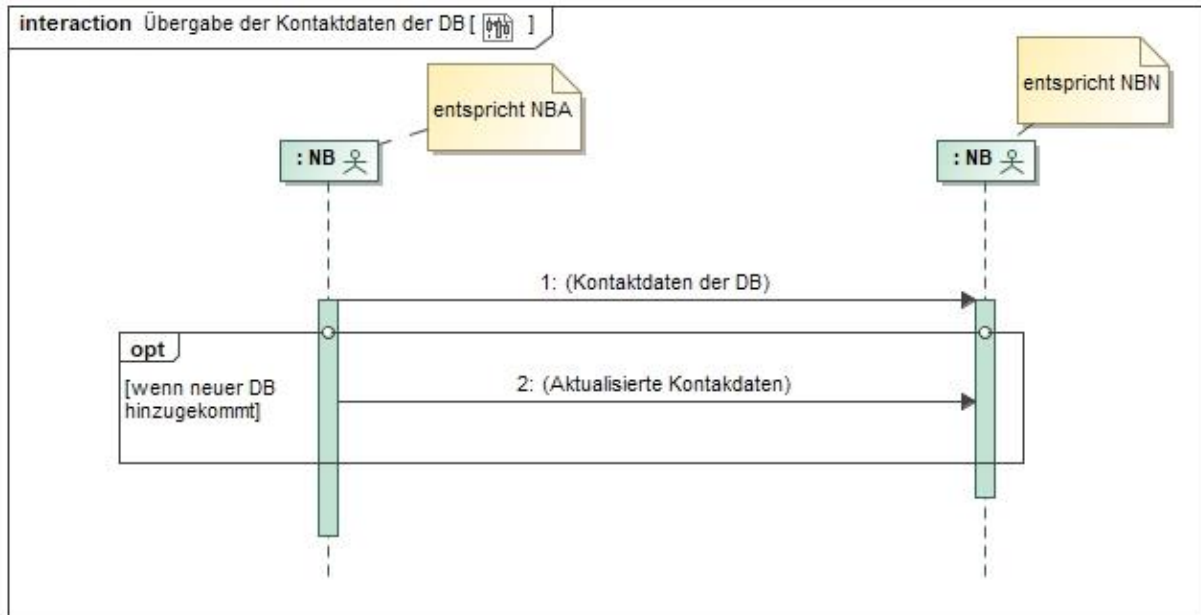 interaction Übergabe der Kontaktdaten der DB [ ]
entspricht NBA
entspricht NBN
: NB
: NB
1: (Kontaktdaten der DB)
opt
[wenn neuer DB
hinzugekommt]
2: (Aktualisierte Kontakdaten)